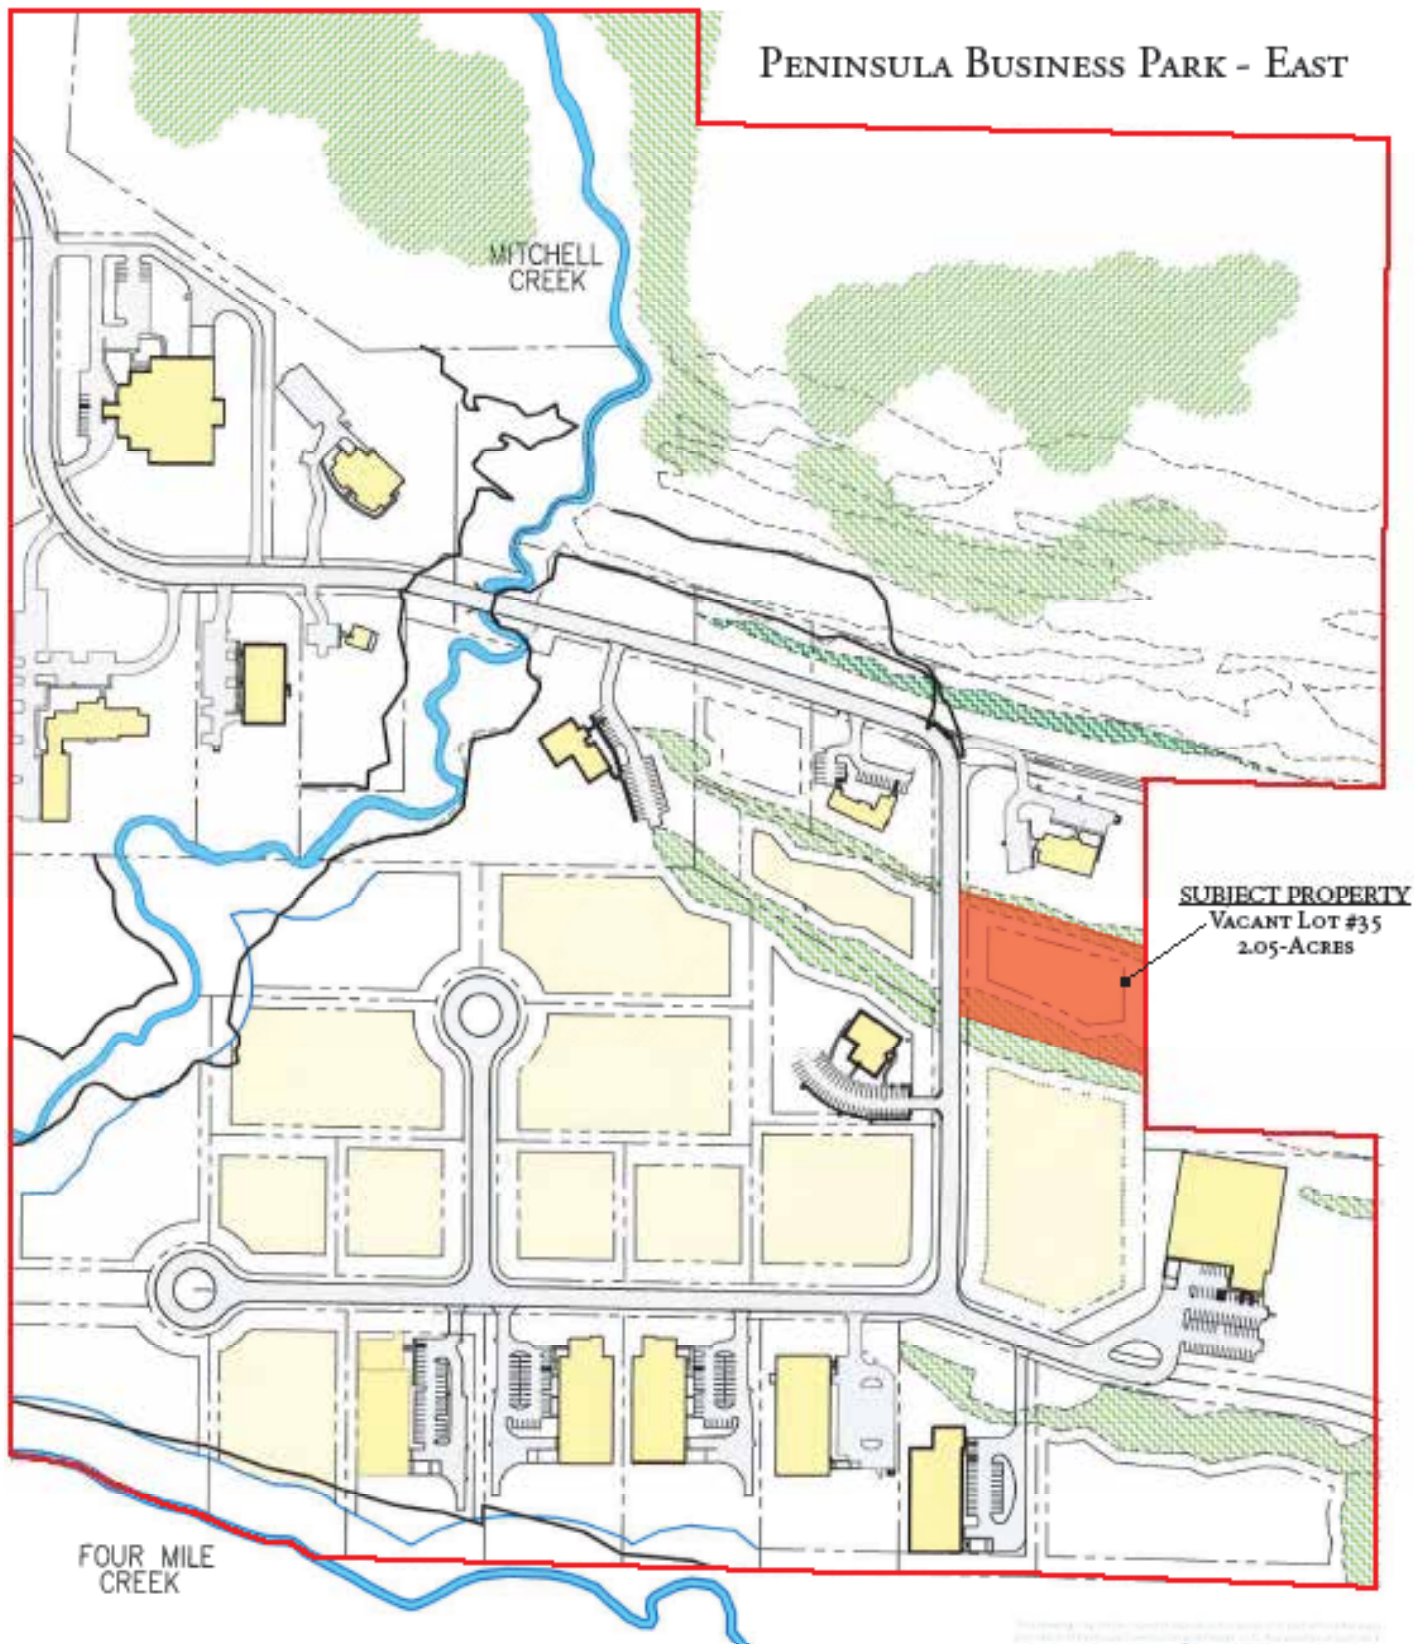 PENINSULA BUSINESS PARK - EAST
MITCHELL
CREEK
SUBJECT PROPERTY
VACANT LOT #35
2.05-ACRES
FOUR MILE
CREEK